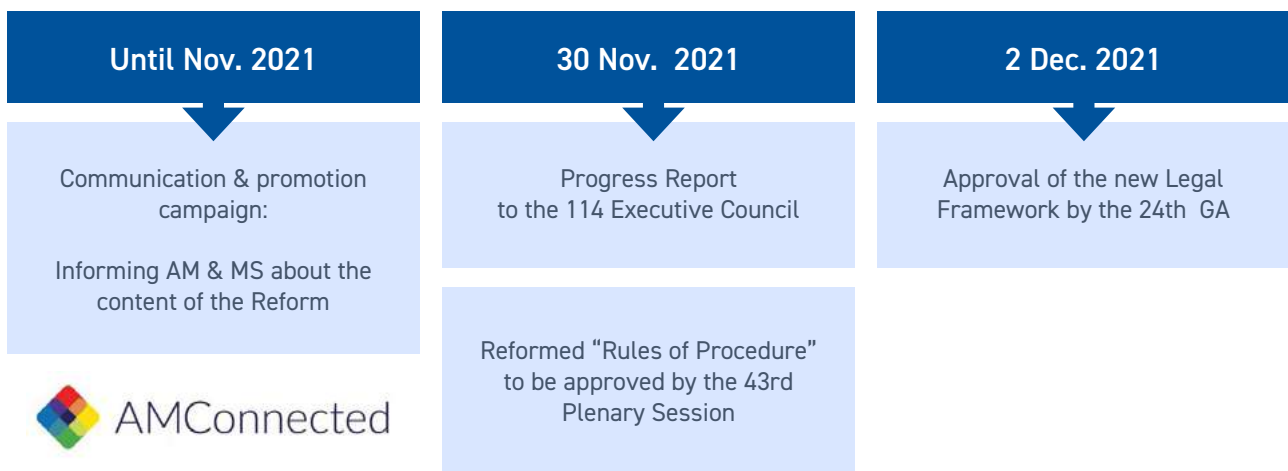 Until Nov. 2021
Communication & promotion
campaign:
Informing AM & MS about the
content of the Reform
AMConnected
30 Nov. 2021
Progress Report
to the 114 Executive Council
Reformed “Rules of Procedure”
to be approved by the 43rd
Plenary Session
2 Dec. 2021
Approval of the new Legal
Framework by the 24th GA